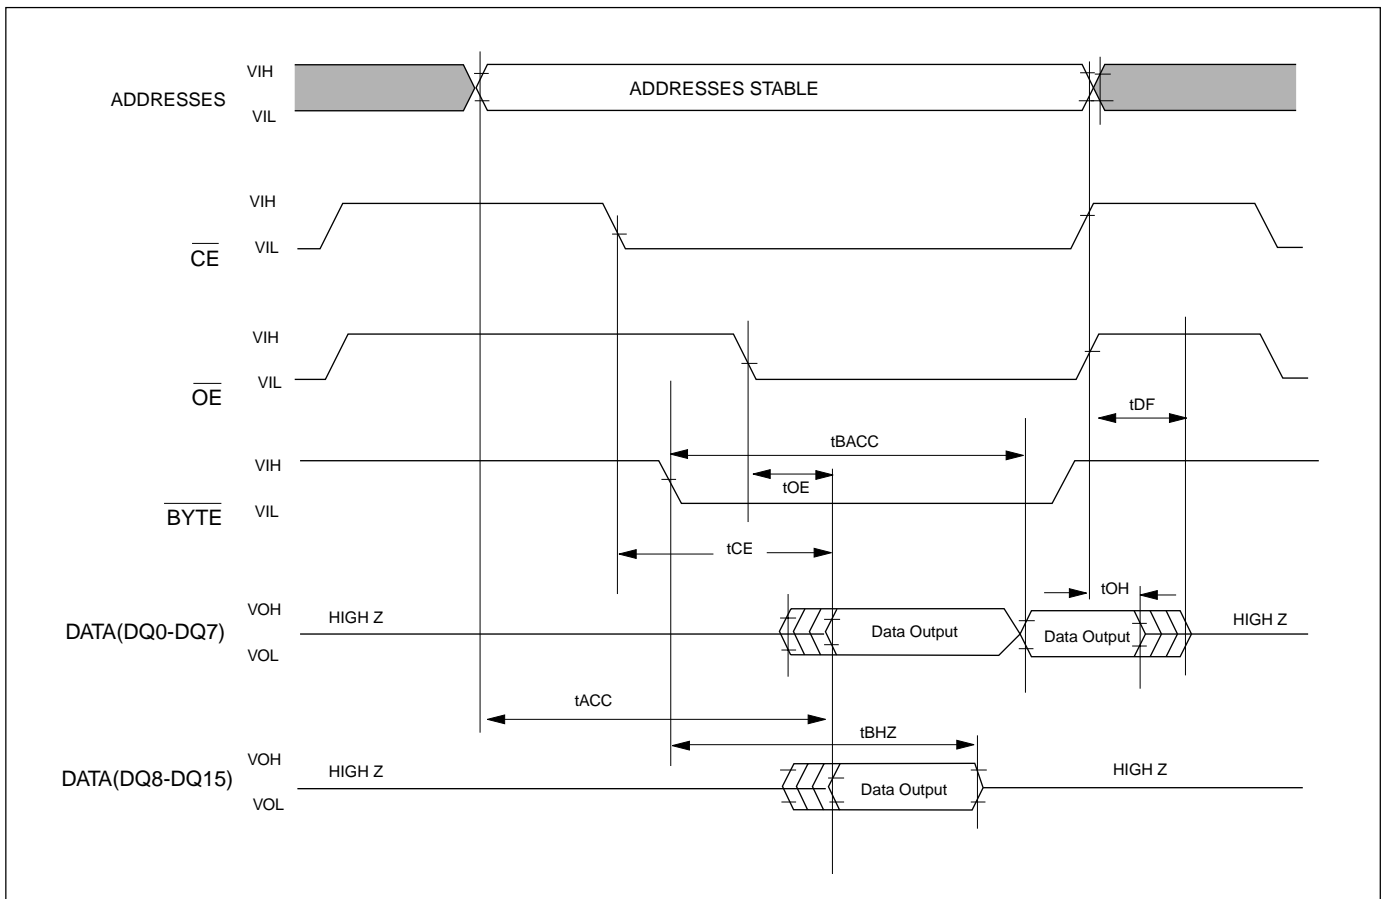 VIH
ADDRESSES
ADDRESSES STABLE
VIL
VIH
CE
VIL
VIH
OE
VIL
tDF
tBACC
VIH
tOE
BYTE
VIL
tCE
tOH
VOH
HIGH Z
DATA(DQ0-DQ7)
Data Output
Data Output
HIGH Z
VOL
tACC
tBHZ
VOH
HIGH Z
DATA(DQ8-DQ15)
Data Output
HIGH Z
VOL